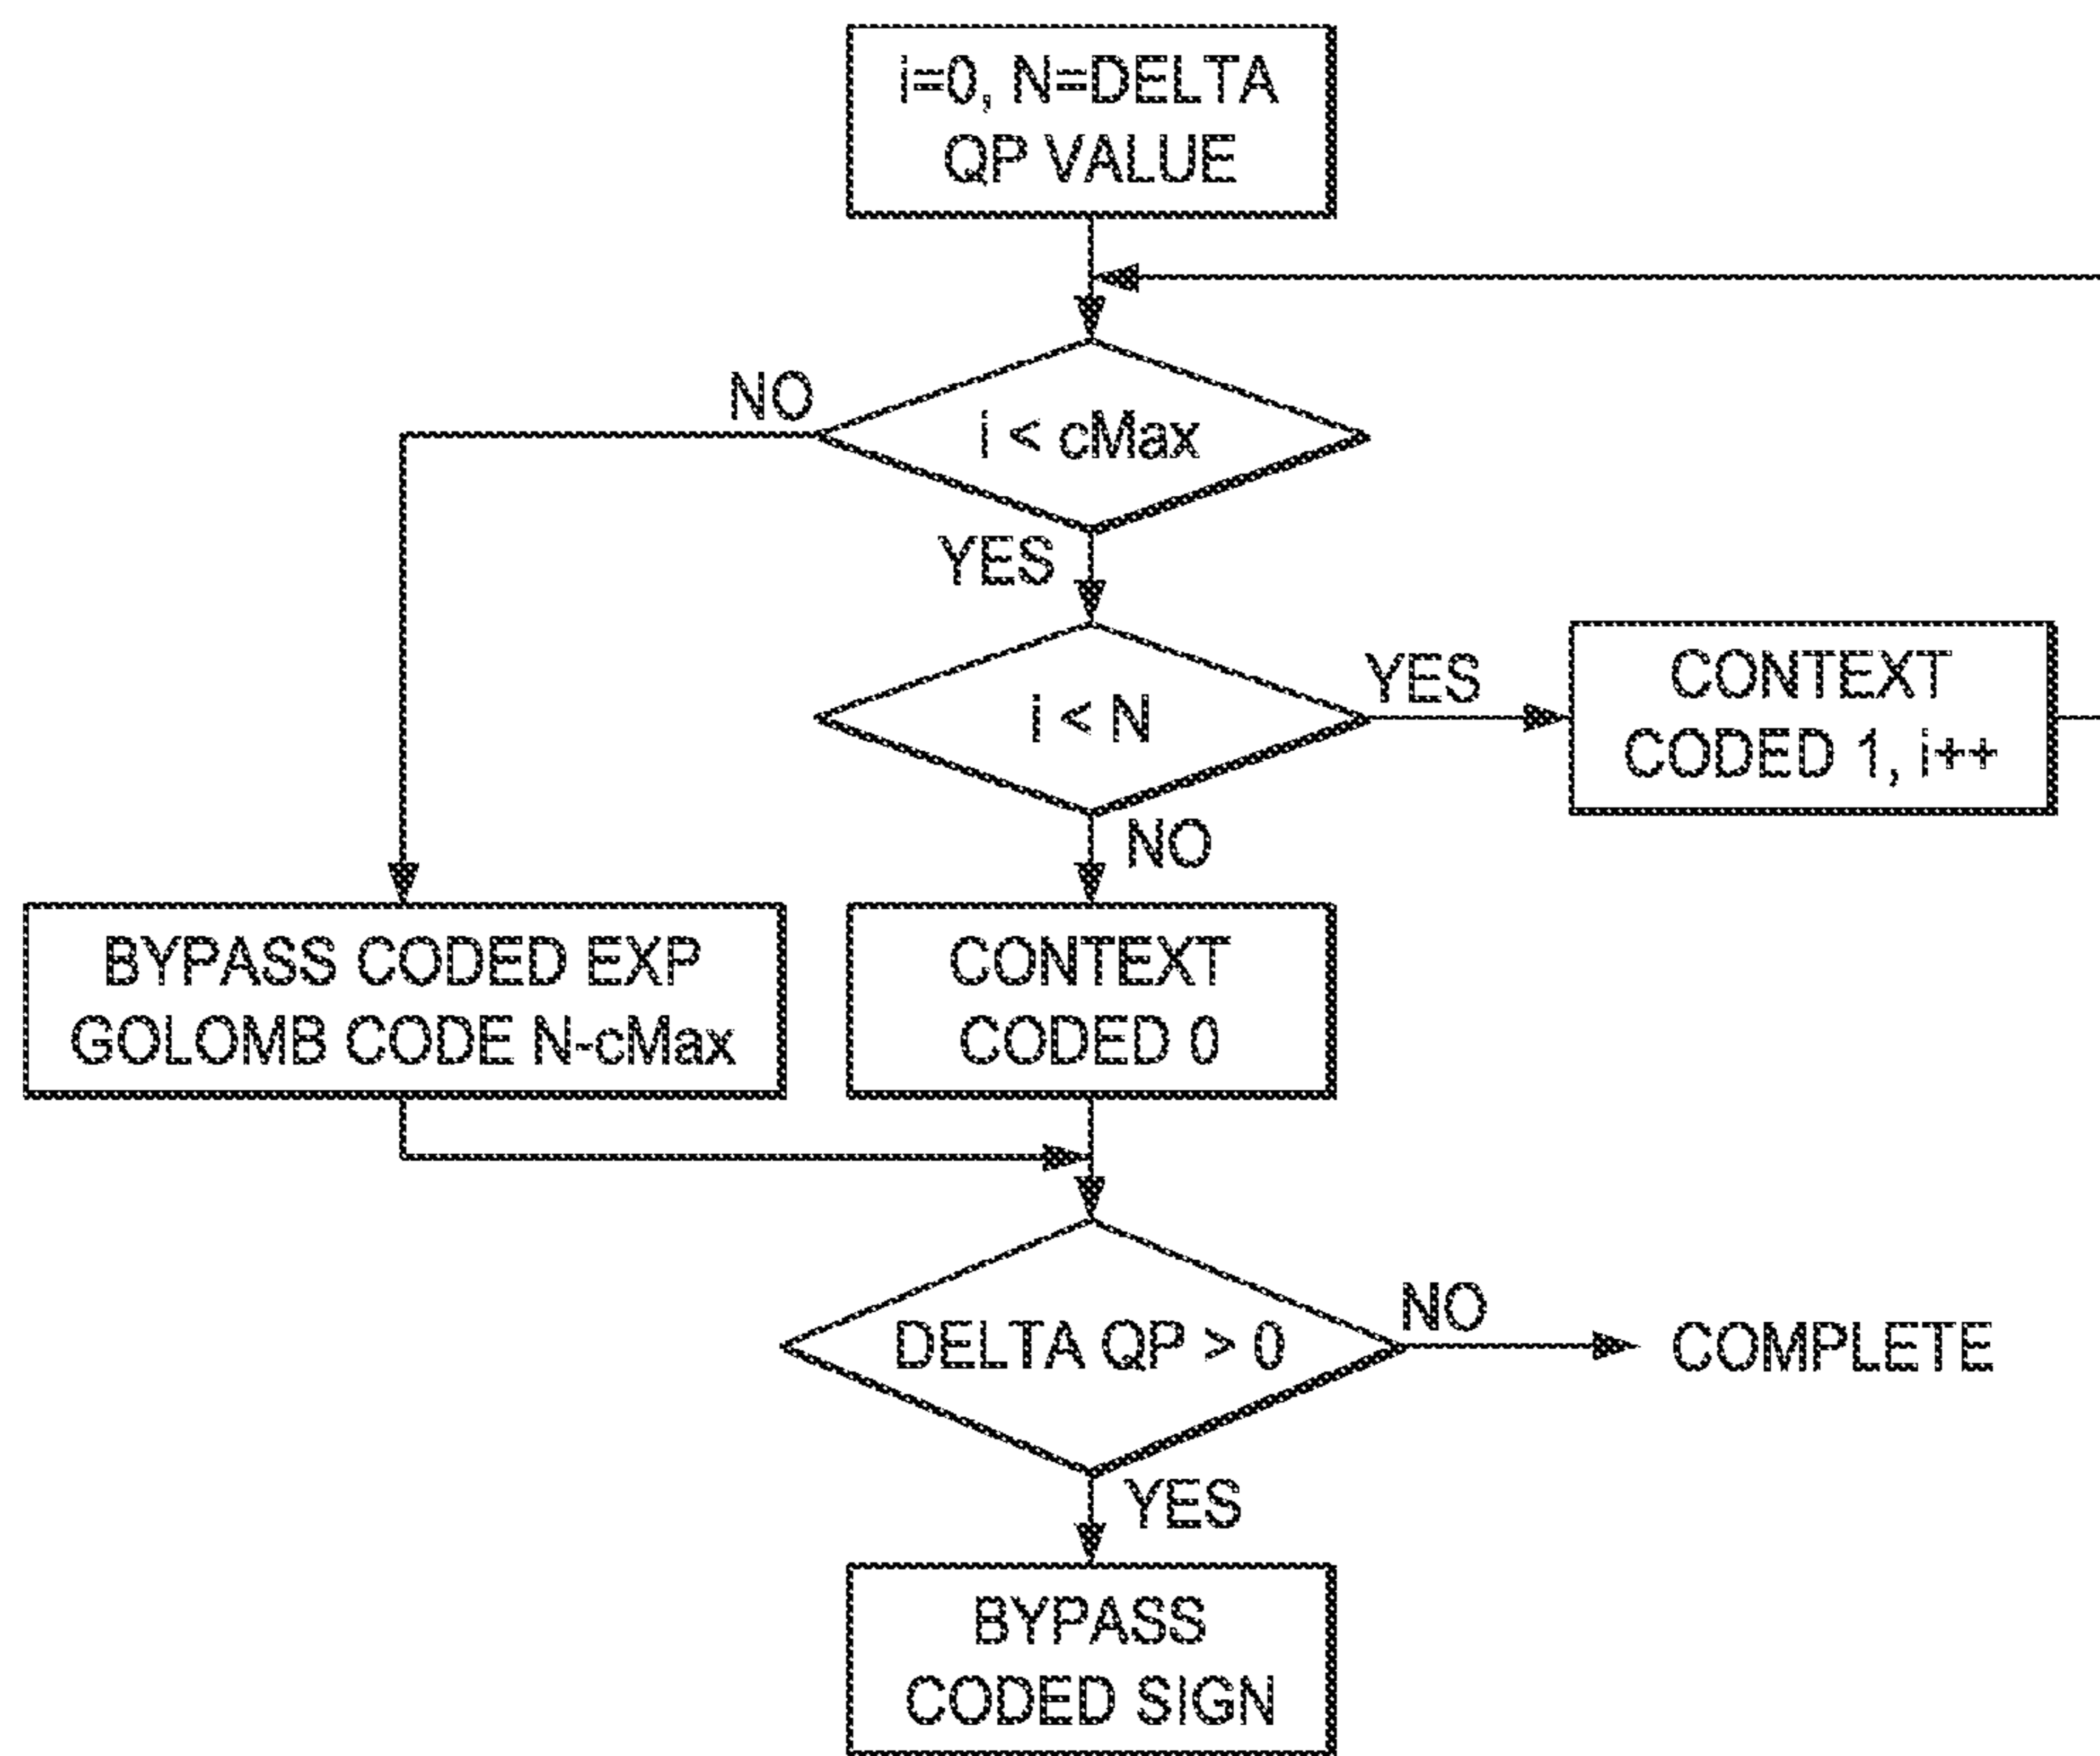 i=0, N=DELTA
QP VALUE
NO
i < cMax
YES
i < N
YES
CONTEXT
CODED 1, i++
NO
BYPASS CODED EXP
GOLOMB CODE N-cMax
CONTEXT
CODED 0
DELTA QP > 0
NO
COMPLETE
YES
BYPASS
CODED SIGN